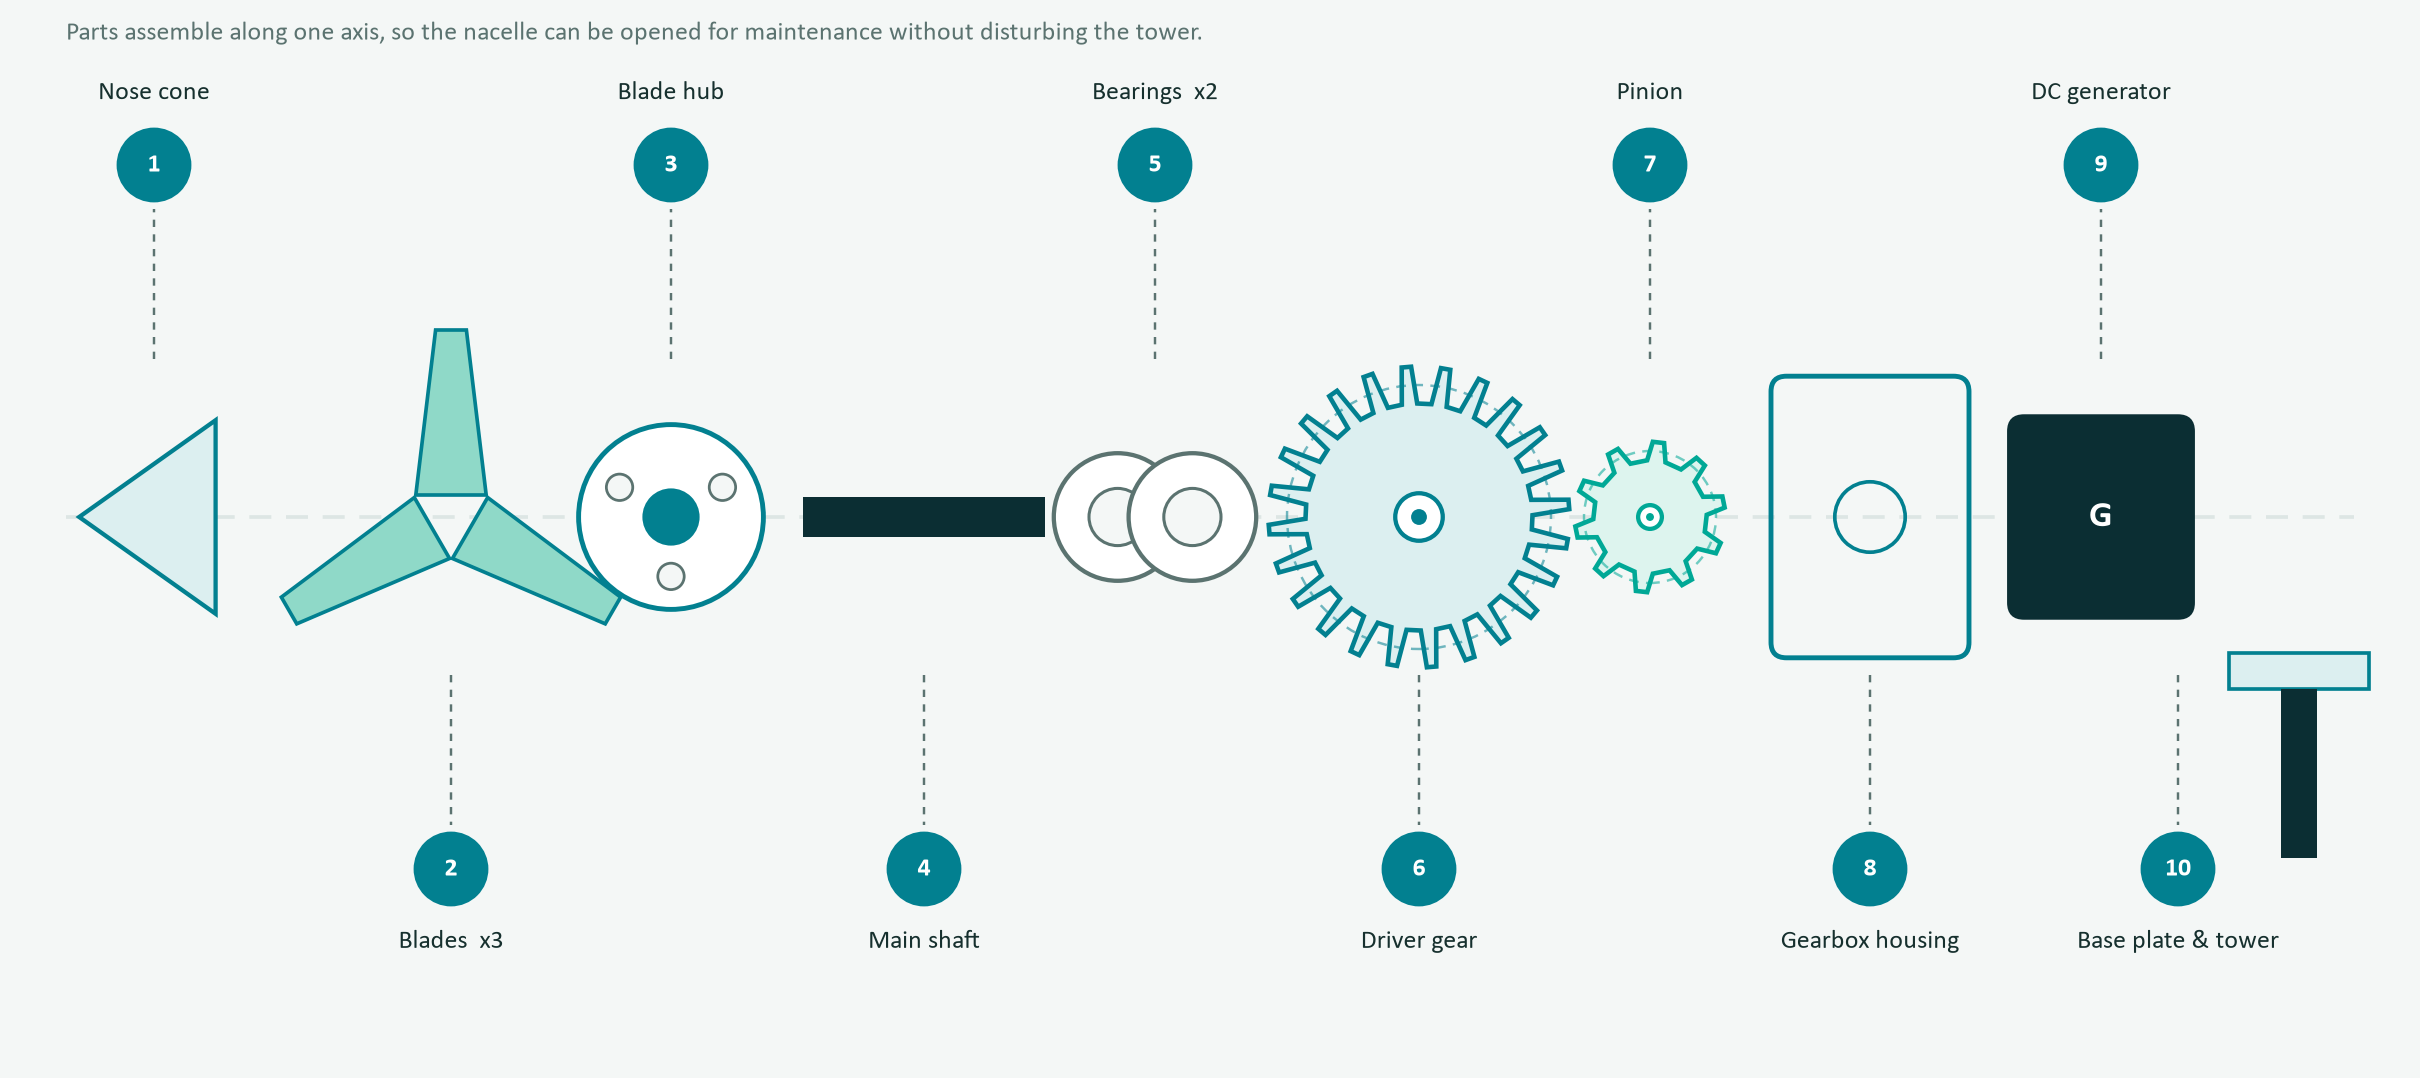 Parts assemble along one axis, so the nacelle can be opened for maintenance without disturbing the tower.
Nose cone
Blade hub
Bearings  x2
Pinion
DC generator
1
3
5
7
9
G
2
4
6
8
10
Blades  x3
Main shaft
Driver gear
Gearbox housing
Base plate & tower